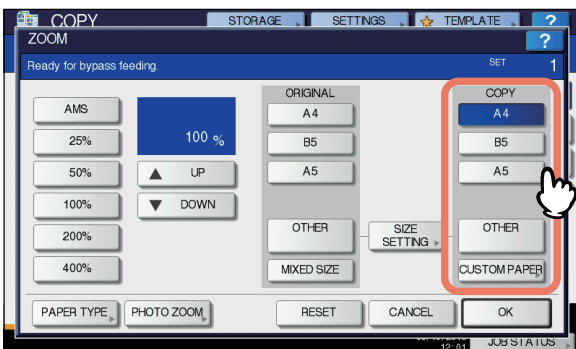 COPY STORAGE SETTINGS TEMPLATE ?
ZOOM ?
Ready for bypass feeding. SET 1
ORIGINAL COPY
AMS A4 A4
25% 100 % B5 B5
50% UP A5 A5
100% DOWN
200% OTHER SIZE SETTING OTHER
400% MIXED SIZE CUSTOM PAPER
PAPER TYPE PHOTO ZOOM RESET CANCEL OK
12:01 JOB STATUS